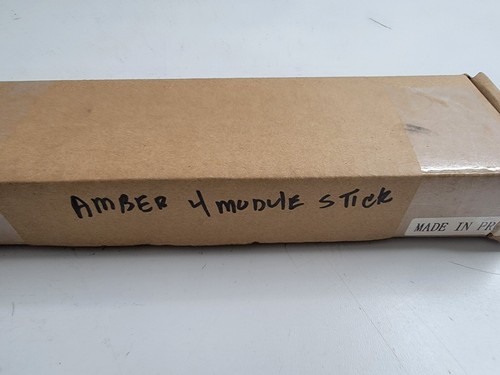 AMBER 4 MODULE STICK
MADE IN PR